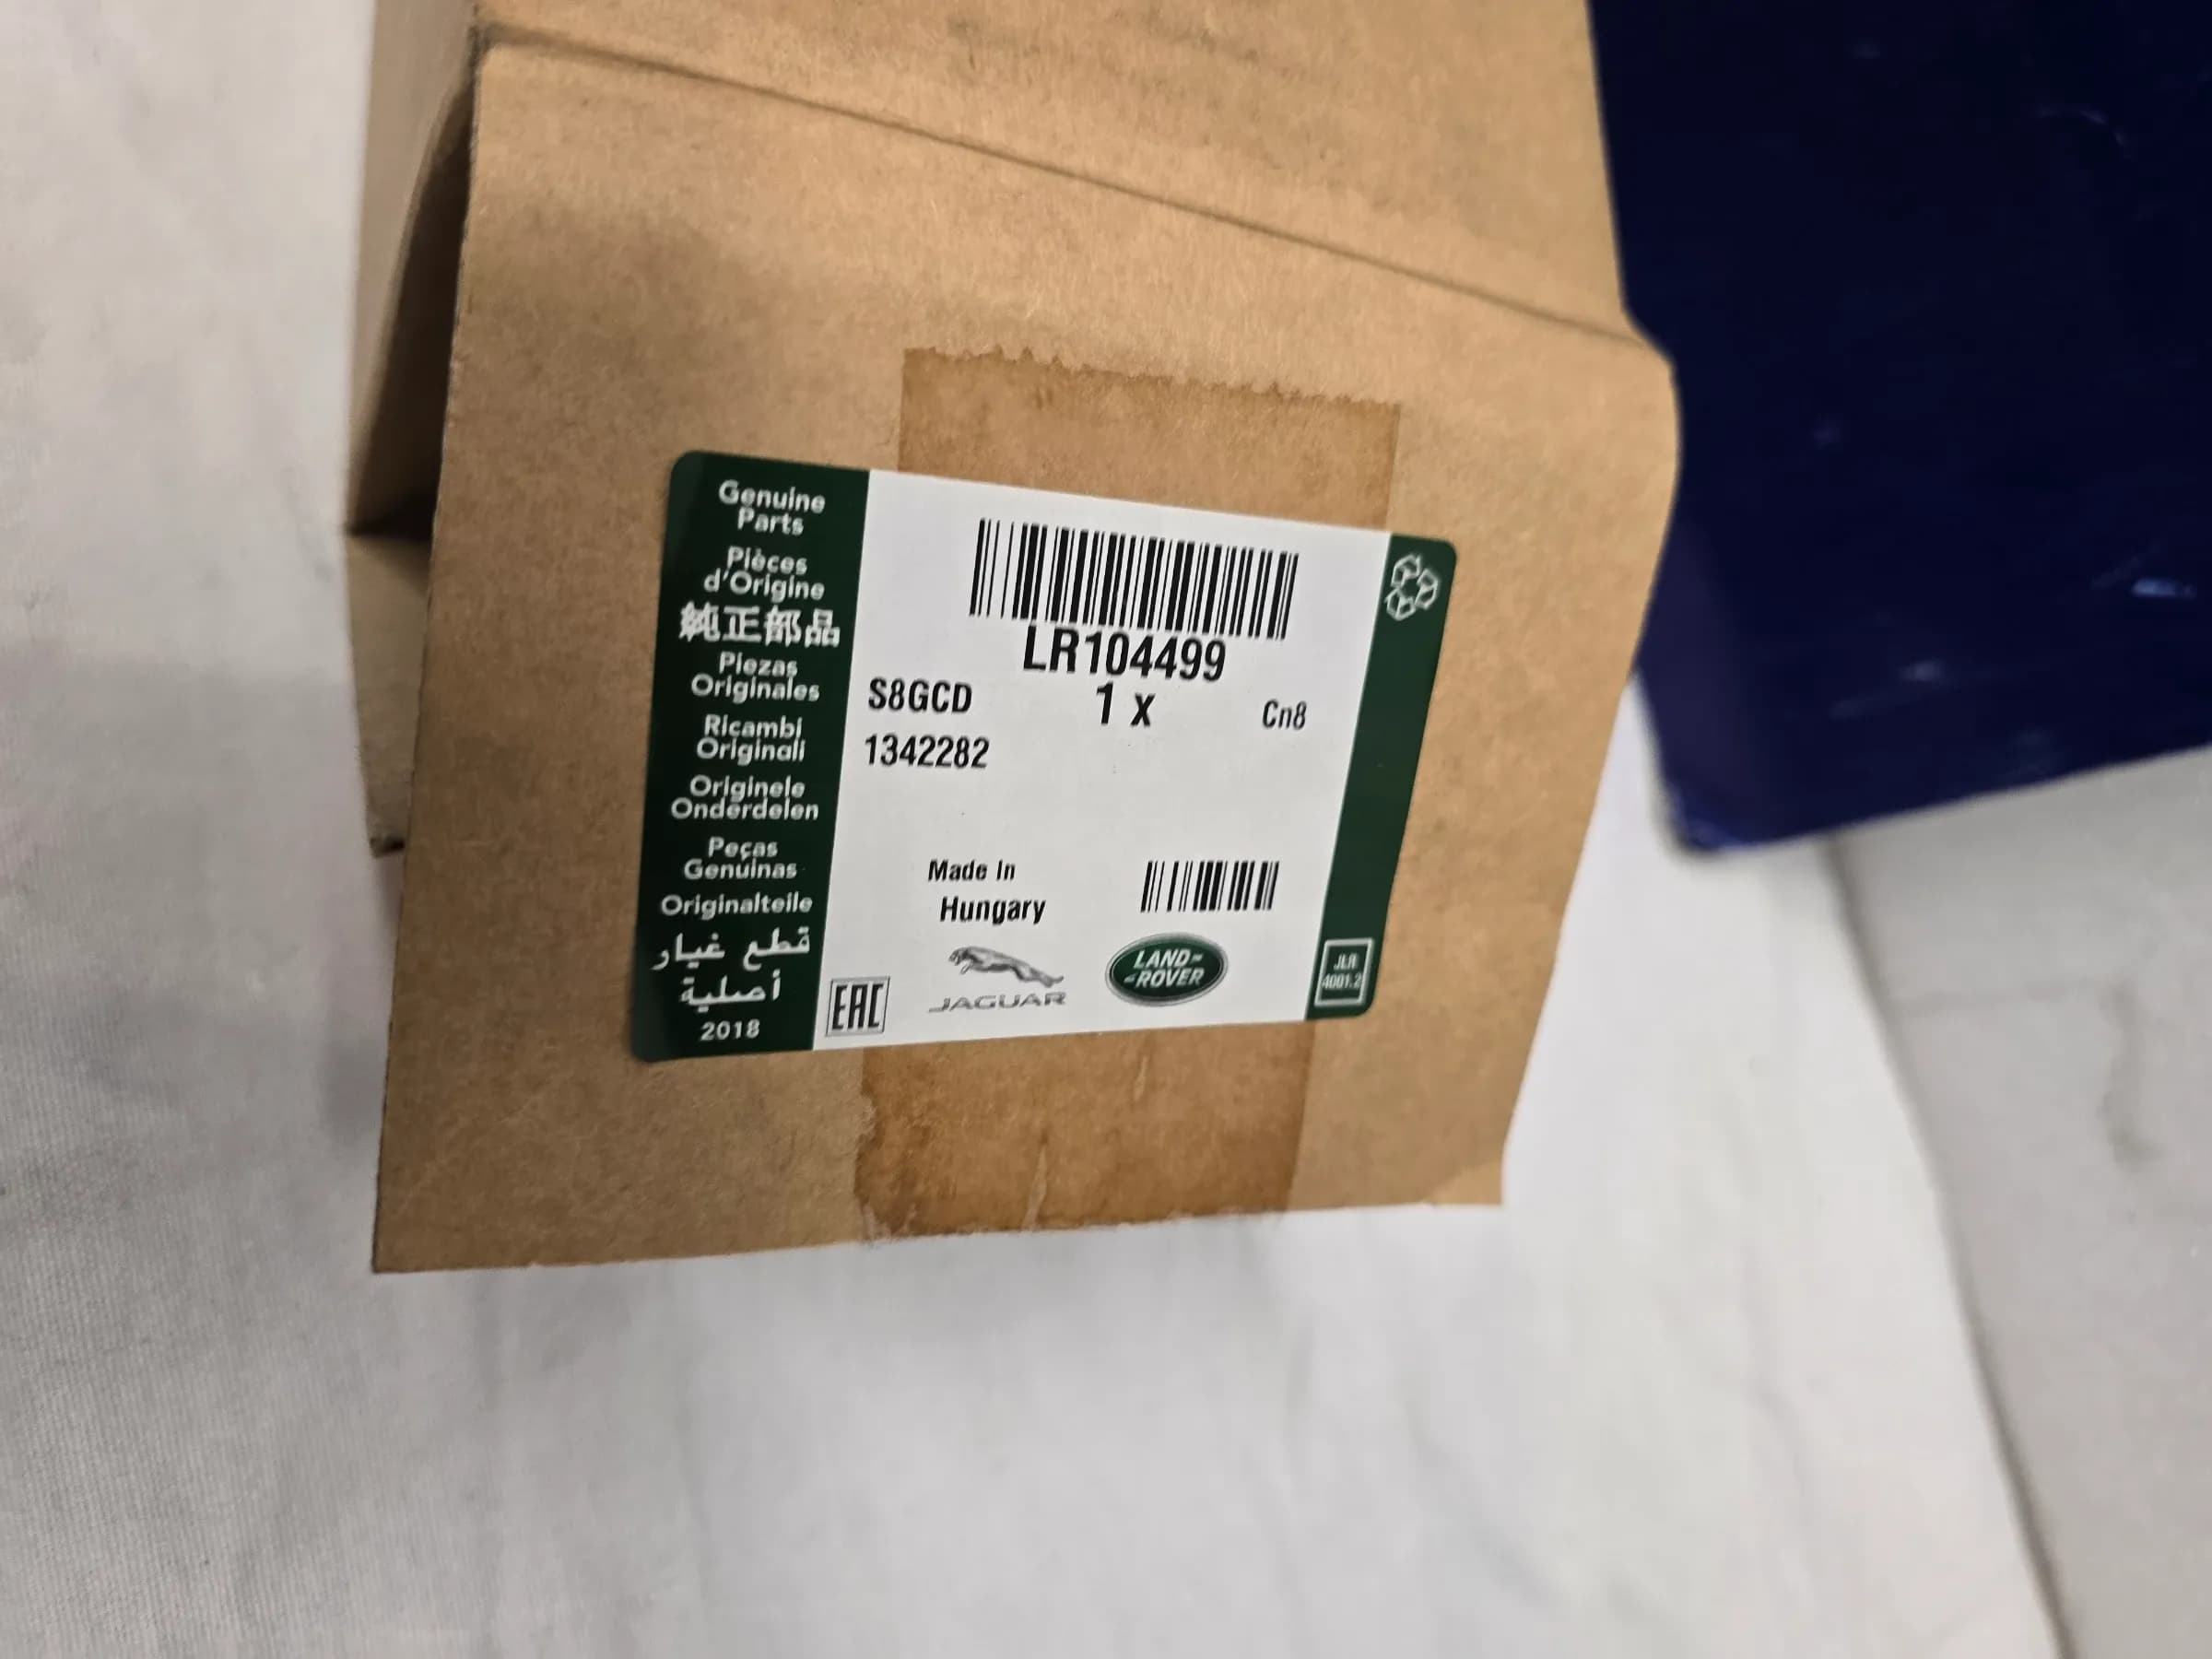 Genuine
Parts
Pièces
d'Origine
純正部品
Piezas
Originales
Ricambi
Originali
Originele
Onderdelen
Peças
Genuínas
Originalteile
قطع غيار
أصلية
2018
LR104499
S8GCD
1 x
Cn8
1342282
Made In
Hungary
EAC
JAGUAR
LAND-
-ROVER
JLR
4001.2